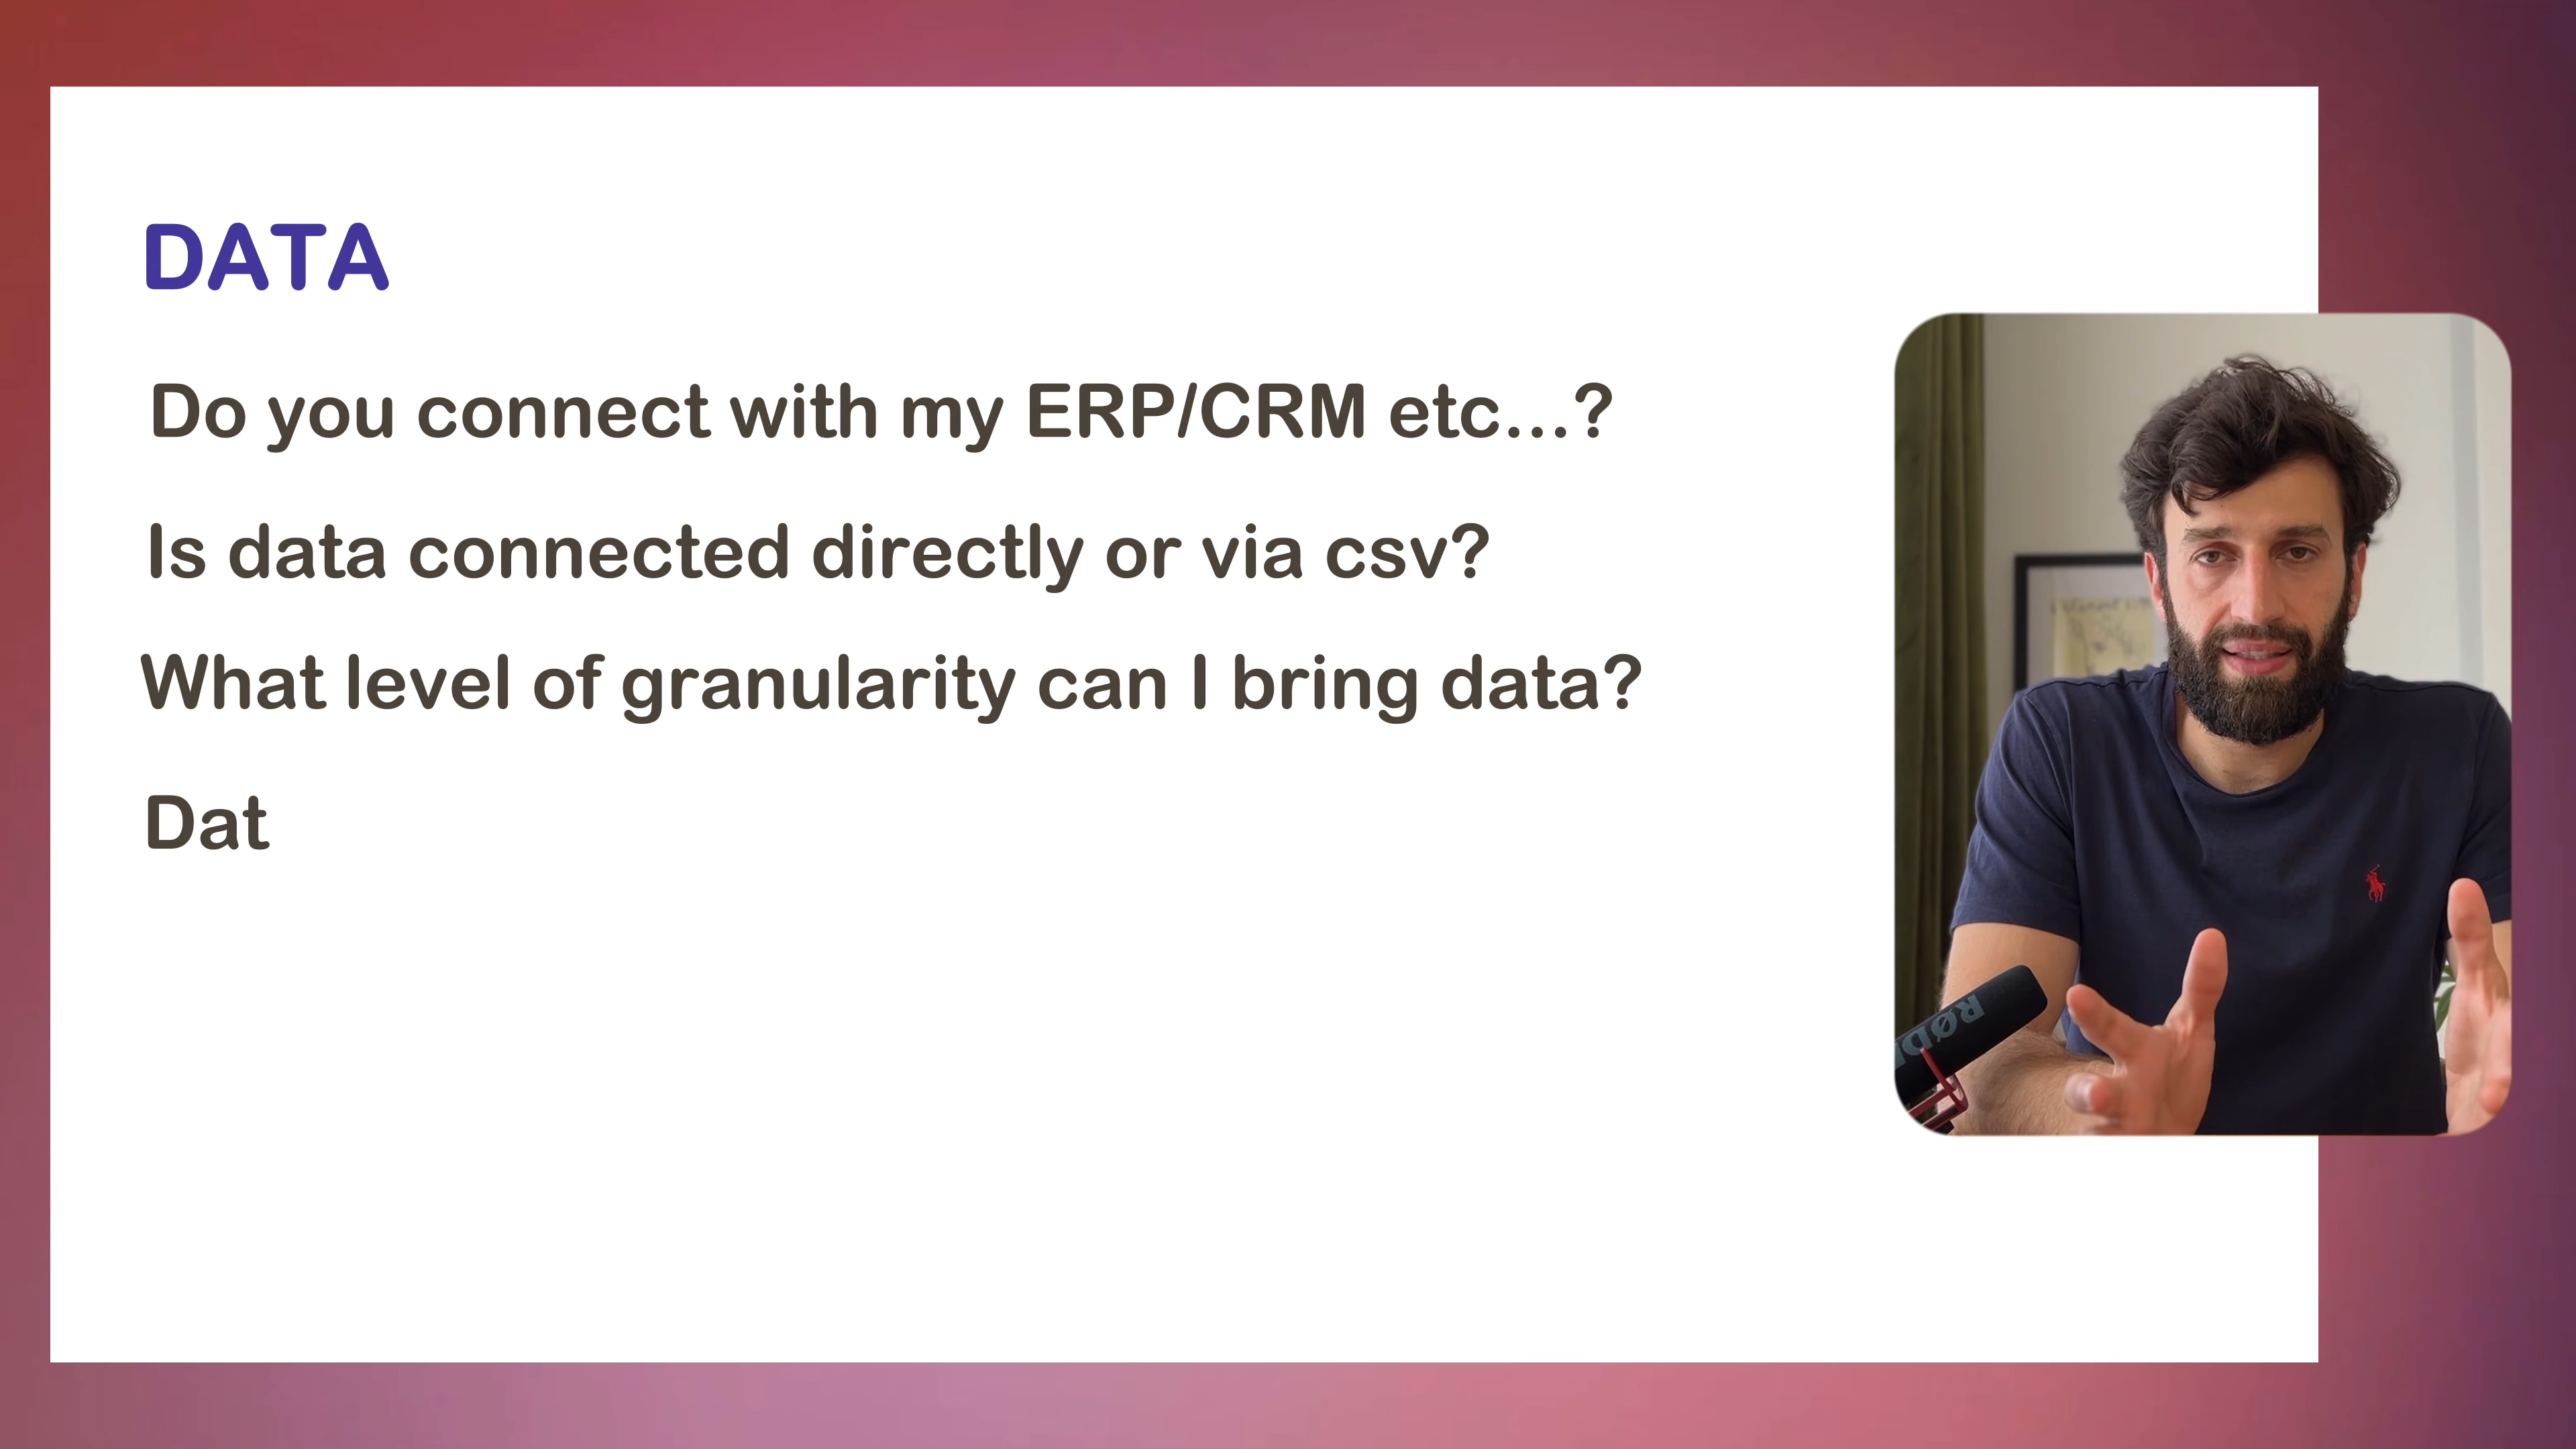 DATA
Do you connect with my ERP/CRM etc...?
Is data connected directly or via csv?
What level of granularity can I bring data?
Dat
RØD